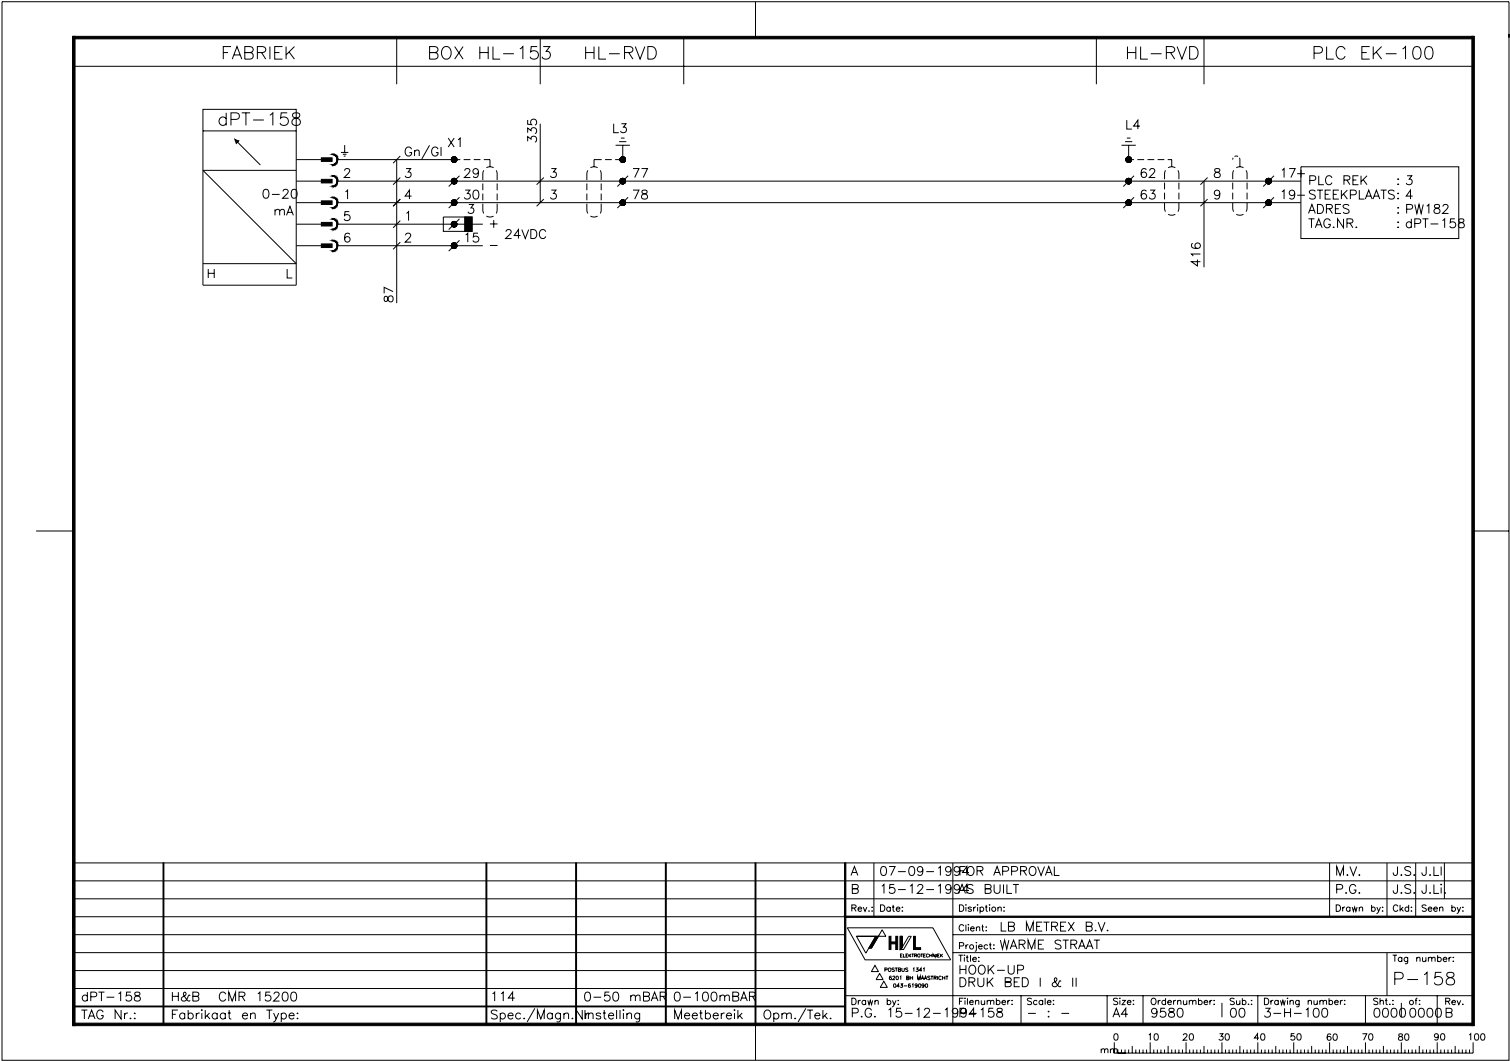 FABRIEK BOX HL-153 HL-RVD HL-RVD PLC EK-100
dPT-158
0-20
mA
H L
2
1
5
6
Gn/Gl
3
4
1
2
87
X1
29
30
3
15
+
-
24VDC
335
3
3
L3
77
78
L4
62
63
8
9
416
17+
19-
PLC REK : 3
STEEKPLAATS: 4
ADRES : PW182
TAG.NR. : dPT-158
A 07-09-1994 FOR APPROVAL M.V. J.S. J.LI
B 15-12-1994 AS BUILT P.G. J.S. J.Li.
Rev.: Date: Disription: Drawn by: Ckd: Seen by:
HVL
ELEKTROTECHNIEK
POSTBUS 1341
6201 BH MAASTRICHT
043-619090
Client: LB METREX B.V.
Project: WARME STRAAT
Title:
HOOK-UP
DRUK BED I & II
Tag number:
P-158
Drawn by: Filenumber: Scale: Size: Ordernumber: Sub.: Drawing number: Sht.: of: Rev.
P.G. 15-12-1994 P-158 - : - A4 9580 00 3-H-100 0000 0000 B
dPT-158 H&B CMR 15200 114 0-50 mBAR 0-100mBAR
TAG Nr.: Fabrikaat en Type: Spec./Magn.Nr. Instelling Meetbereik Opm./Tek.
0 10 20 30 40 50 60 70 80 90 100
mm